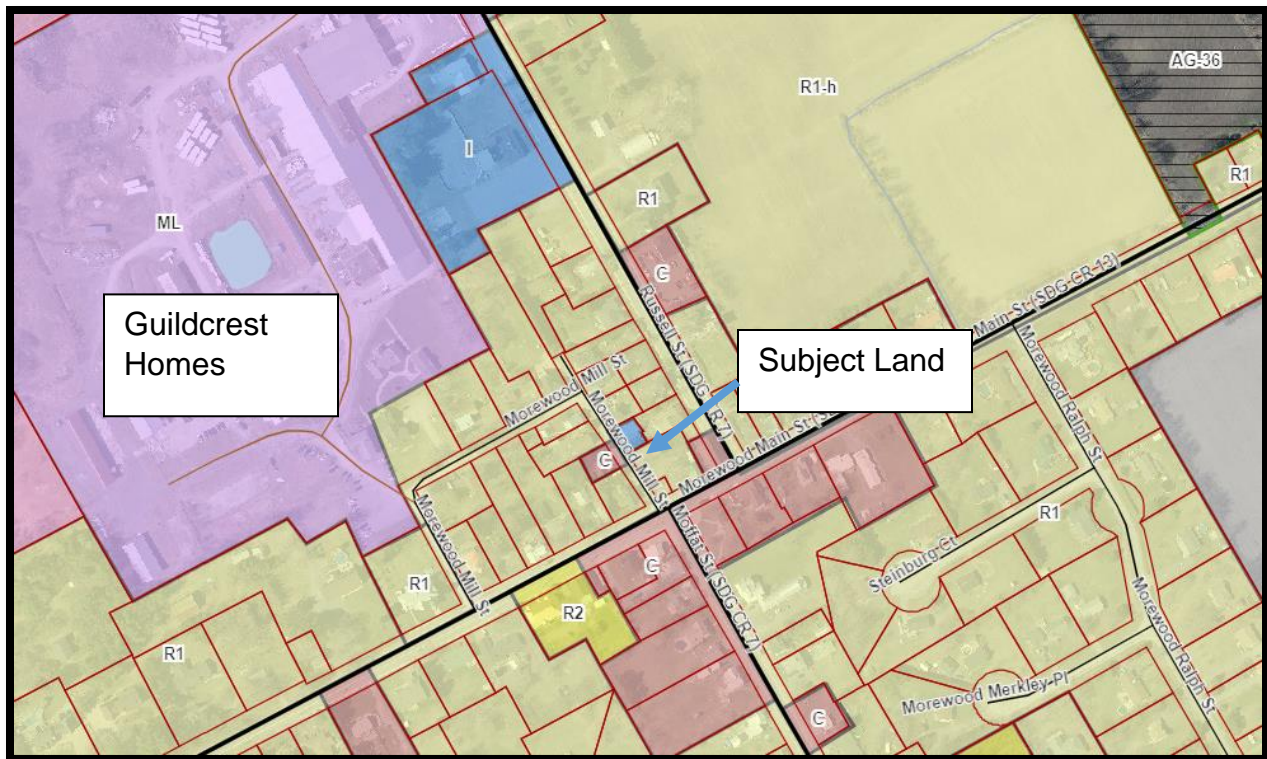 AG-36
R1-h
I
R1
R1
ML
C
Main St (SDG-CR-13)
Guildcrest
Homes
Russell St (SDG-CR-7)
Subject Land
Morewood Mill St
Morewood Mill St
Morewood Main St
Morewood Ralph St
C
Morewood Mill St
Moffat St (SDG-CR-7)
R1
Steinburg Ct
C
R1
R2
R1
Morewood Ralph St
Morewood Merkley Pl
C